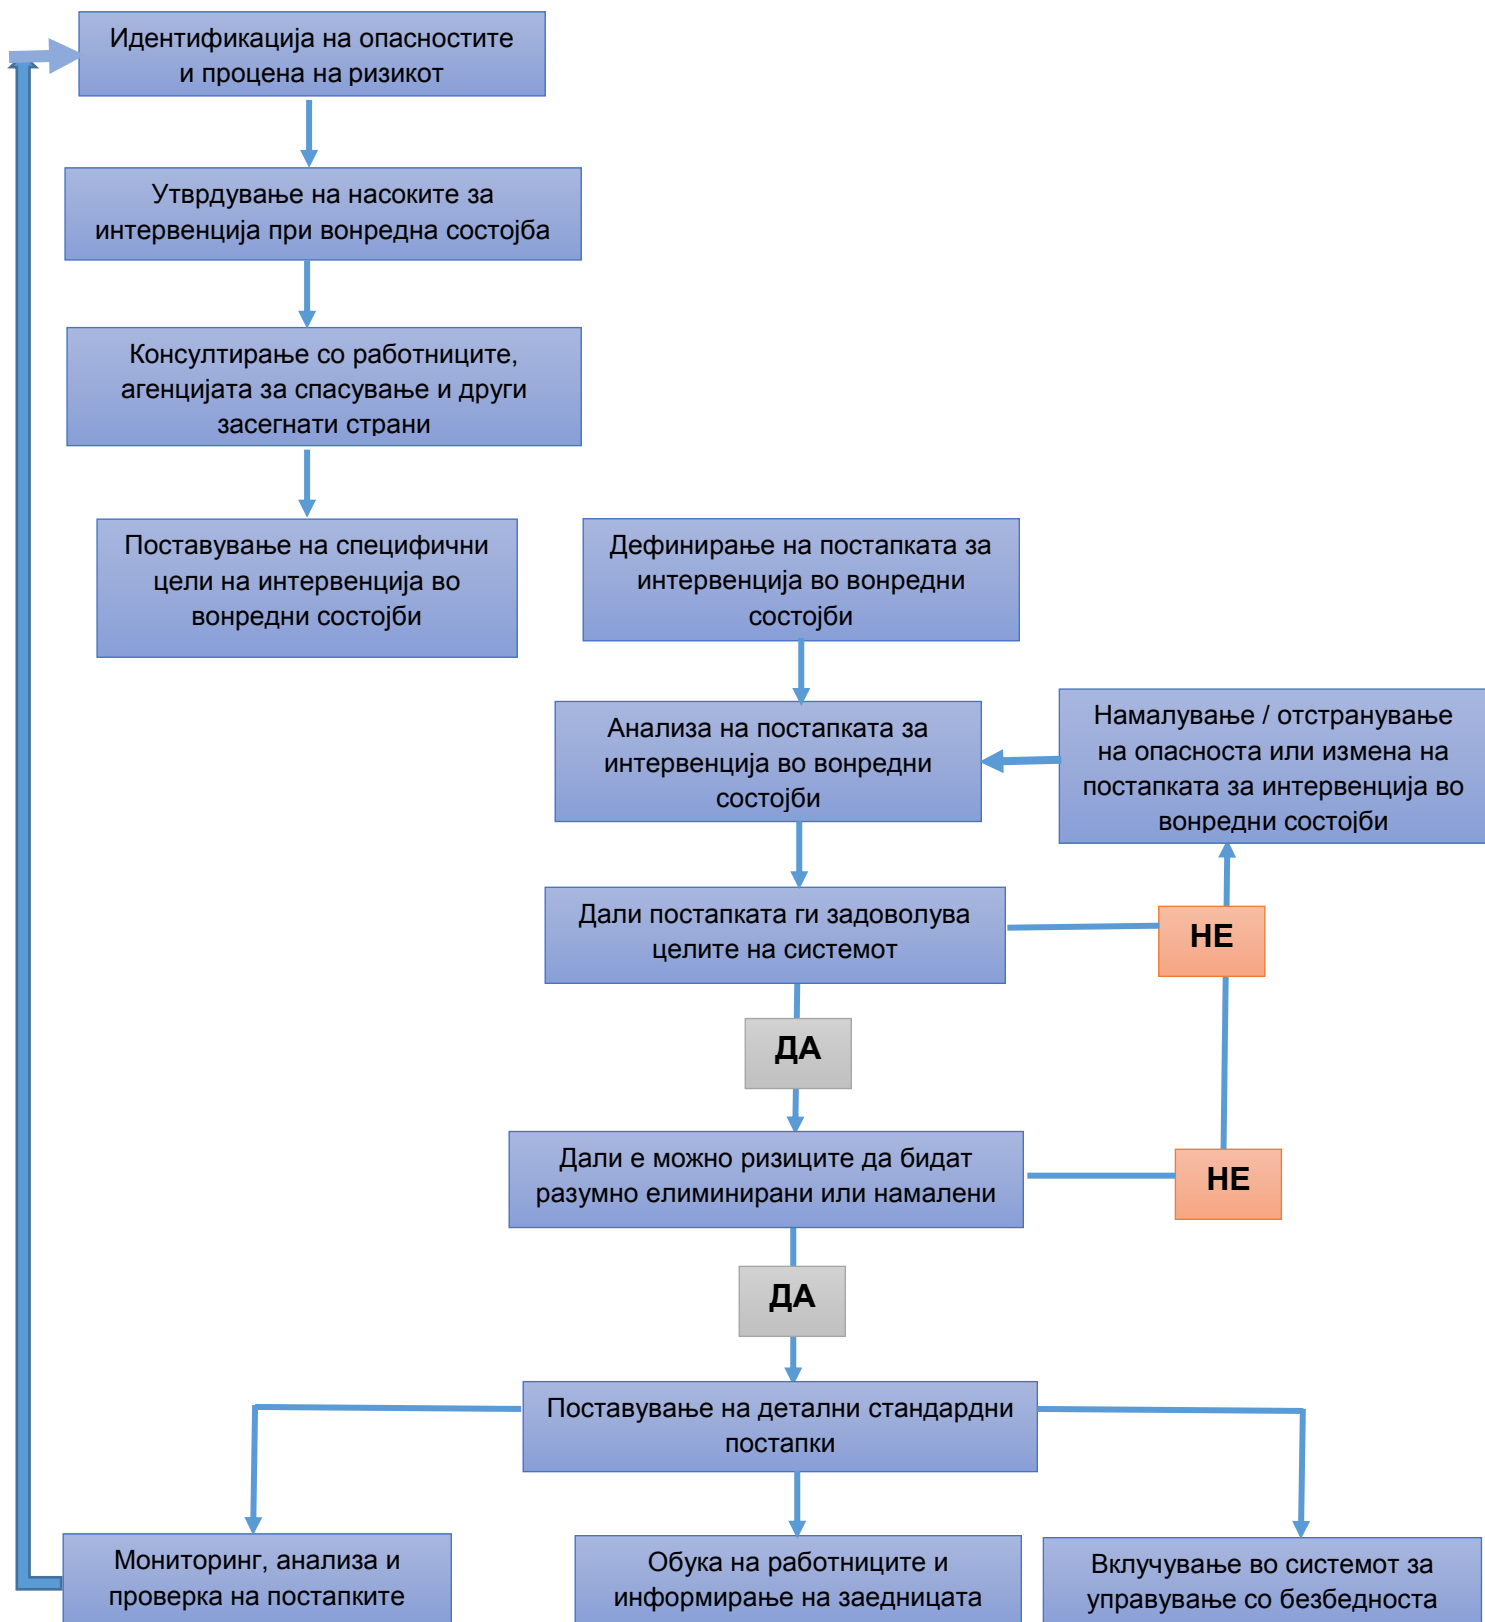 Идентификација на опасностите
и процена на ризикот
Утврдување на насоките за
интервенција при вонредна состојба
Консултирање со работниците,
агенцијата за спасување и други
засегнати страни
Поставување на специфични
цели на интервенција во
вонредни состојби
Дефинирање на постапката за
интервенција во вонредни
состојби
Анализа на постапката за
интервенција во вонредни
состојби
Намалување / отстранување
на опасноста или измена на
постапката за интервенција во
вонредни состојби
Дали постапката ги задоволува
целите на системот
НЕ
ДА
Дали е можно ризиците да бидат
разумно елиминирани или намалени
НЕ
ДА
Поставување на детални стандардни
постапки
Мониторинг, анализа и
проверка на постапките
Обука на работниците и
информирање на заедницата
Вклучување во системот за
управување со безбедноста